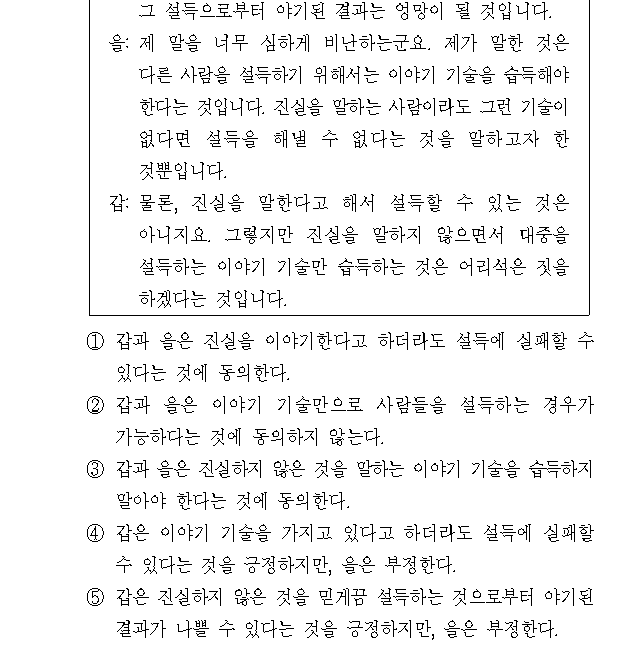 그 설득으로부터 야기된 결과는 엉망이 될 것입니다.
을: 제 말을 너무 심하게 비난하는군요. 제가 말한 것은
다른 사람을 설득하기 위해서는 이야기 기술을 습득해야
한다는 것입니다. 진실을 말하는 사람이라도 그런 기술이
없다면 설득을 해낼 수 없다는 것을 말하고자 한
것뿐입니다.
갑: 물론, 진실을 말한다고 해서 설득할 수 있는 것은
아니지요. 그렇지만 진실을 말하지 않으면서 대중을
설득하는 이야기 기술만 습득하는 것은 어리석은 짓을
하겠다는 것입니다.
① 갑과 을은 진실을 이야기한다고 하더라도 설득에 실패할 수
있다는 것에 동의한다.
② 갑과 을은 이야기 기술만으로 사람들을 설득하는 경우가
가능하다는 것에 동의하지 않는다.
③ 갑과 을은 진실하지 않은 것을 말하는 이야기 기술을 습득하지
말아야 한다는 것에 동의한다.
④ 갑은 이야기 기술을 가지고 있다고 하더라도 설득에 실패할
수 있다는 것을 긍정하지만, 을은 부정한다.
⑤ 갑은 진실하지 않은 것을 믿게끔 설득하는 것으로부터 야기된
결과가 나쁠 수 있다는 것을 긍정하지만, 을은 부정한다.